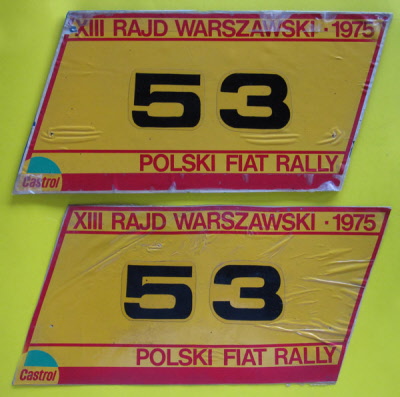 XIII RAJD WARSZAWSKI · 1975
53
POLSKI FIAT RALLY
Castrol
XIII RAJD WARSZAWSKI · 1975
53
POLSKI FIAT RALLY
Castrol